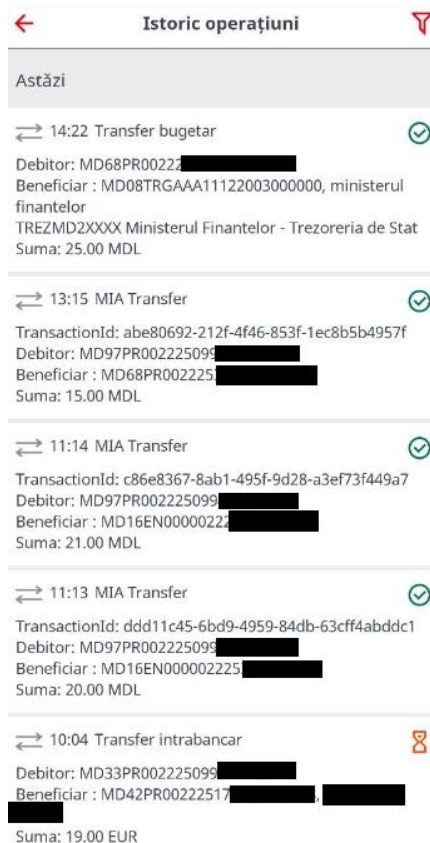 Istoric operațiuni
Astăzi
14:22 Transfer bugetar
Debitor: MD68PR00222
Beneficiar : MD08TRGAAA11122003000000, ministerul
finantelor
TREZMD2XXXX Ministerul Finantelor - Trezoreria de Stat
Suma: 25.00 MDL
13:15 MIA Transfer
TransactionId: abe80692-212f-4f46-853f-1ec8b5b4957f
Debitor: MD97PR002225099
Beneficiar : MD68PR0022253
Suma: 15.00 MDL
11:14 MIA Transfer
TransactionId: c86e8367-8ab1-495f-9d28-a3ef73f449a7
Debitor: MD97PR002225099
Beneficiar : MD16EN00000222
Suma: 21.00 MDL
11:13 MIA Transfer
TransactionId: ddd11c45-6bd9-4959-84db-63cff4abddc1
Debitor: MD97PR002225099
Beneficiar : MD16EN000002225
Suma: 20.00 MDL
10:04 Transfer intrabancar
Debitor: MD33PR002225099
Beneficiar : MD42PR00222517
Suma: 19.00 EUR